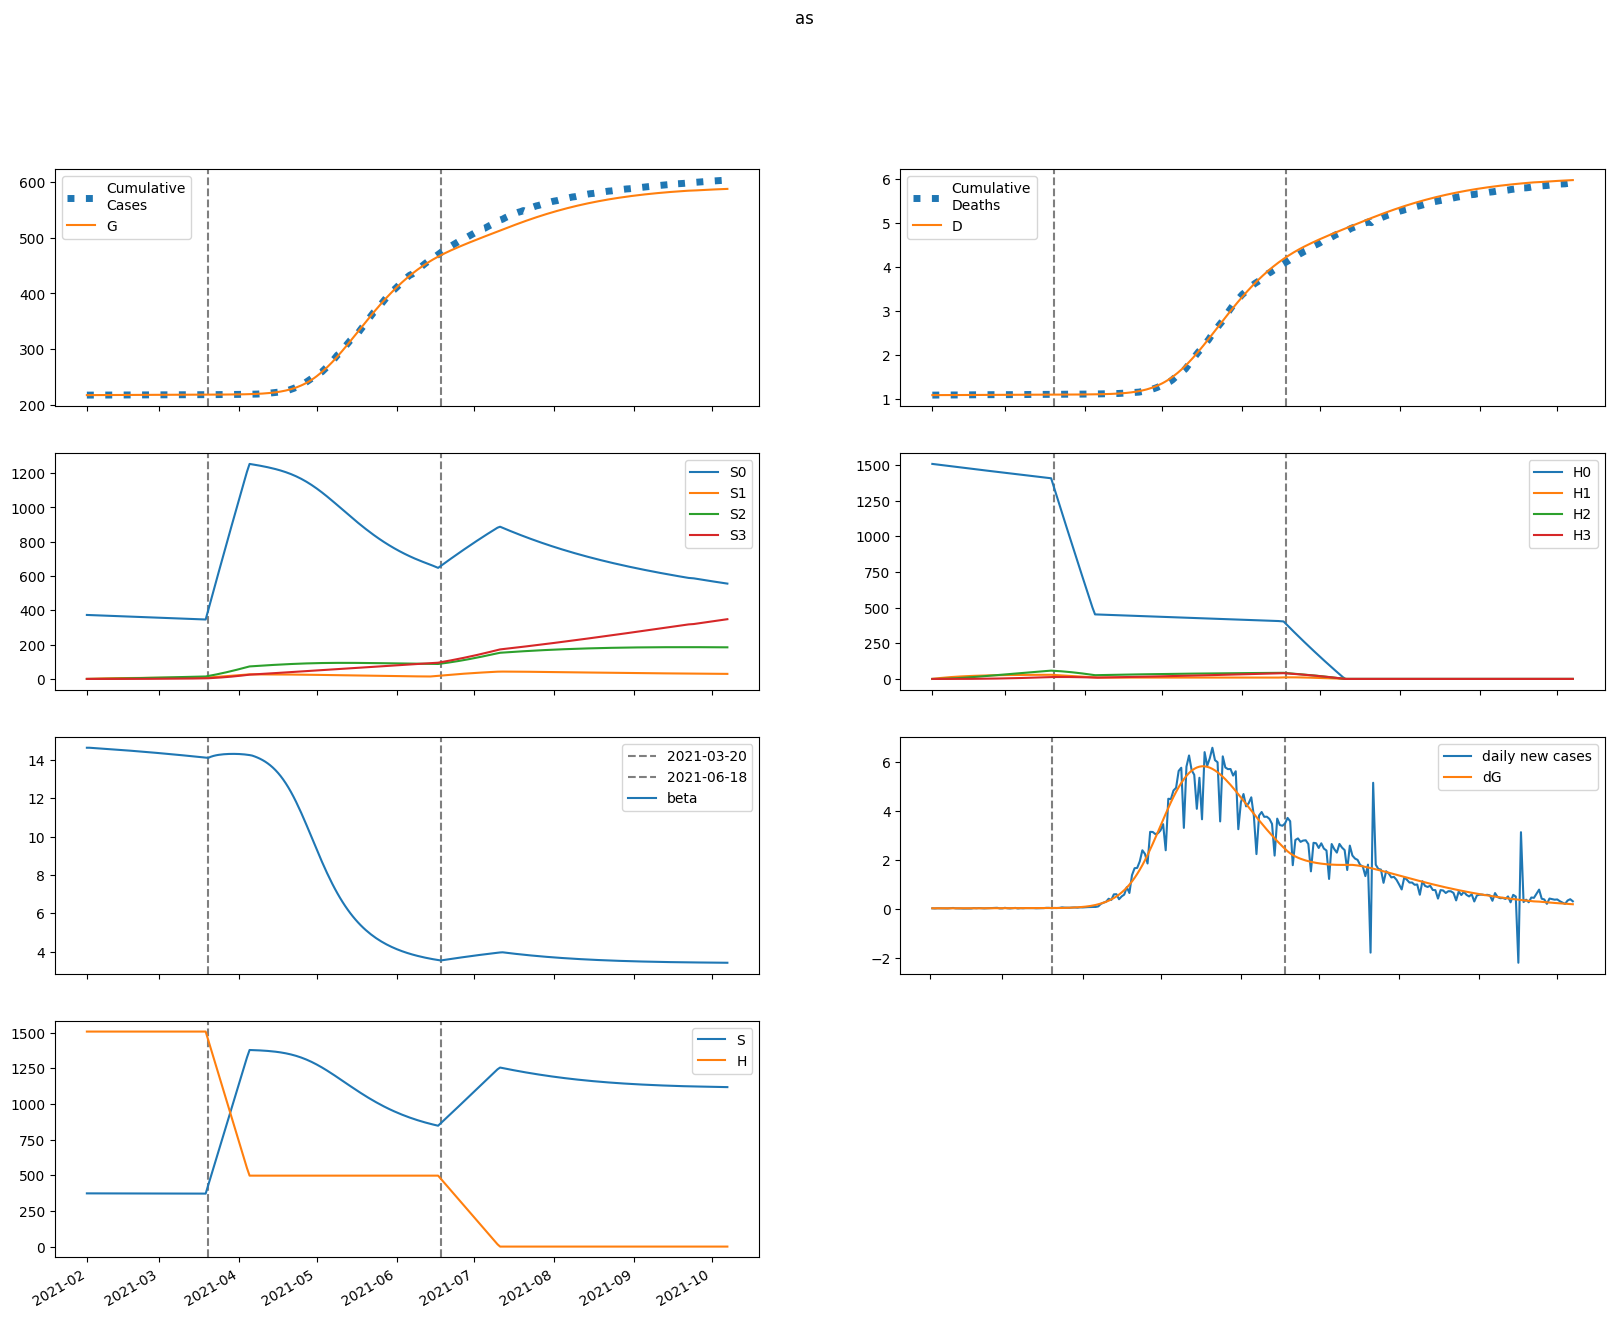 as
600
500
400
300
200
Cumulative
Cases
G
6
5
4
3
2
1
Cumulative
Deaths
D
1200
1000
800
600
400
200
0
S0
S1
S2
S3
1500
1250
1000
750
500
250
0
H0
H1
H2
H3
14
12
10
8
6
4
2021-03-20
2021-06-18
beta
6
4
2
0
−2
daily new cases
dG
1500
1250
1000
750
500
250
0
S
H
2021-02
2021-03
2021-04
2021-05
2021-06
2021-07
2021-08
2021-09
2021-10